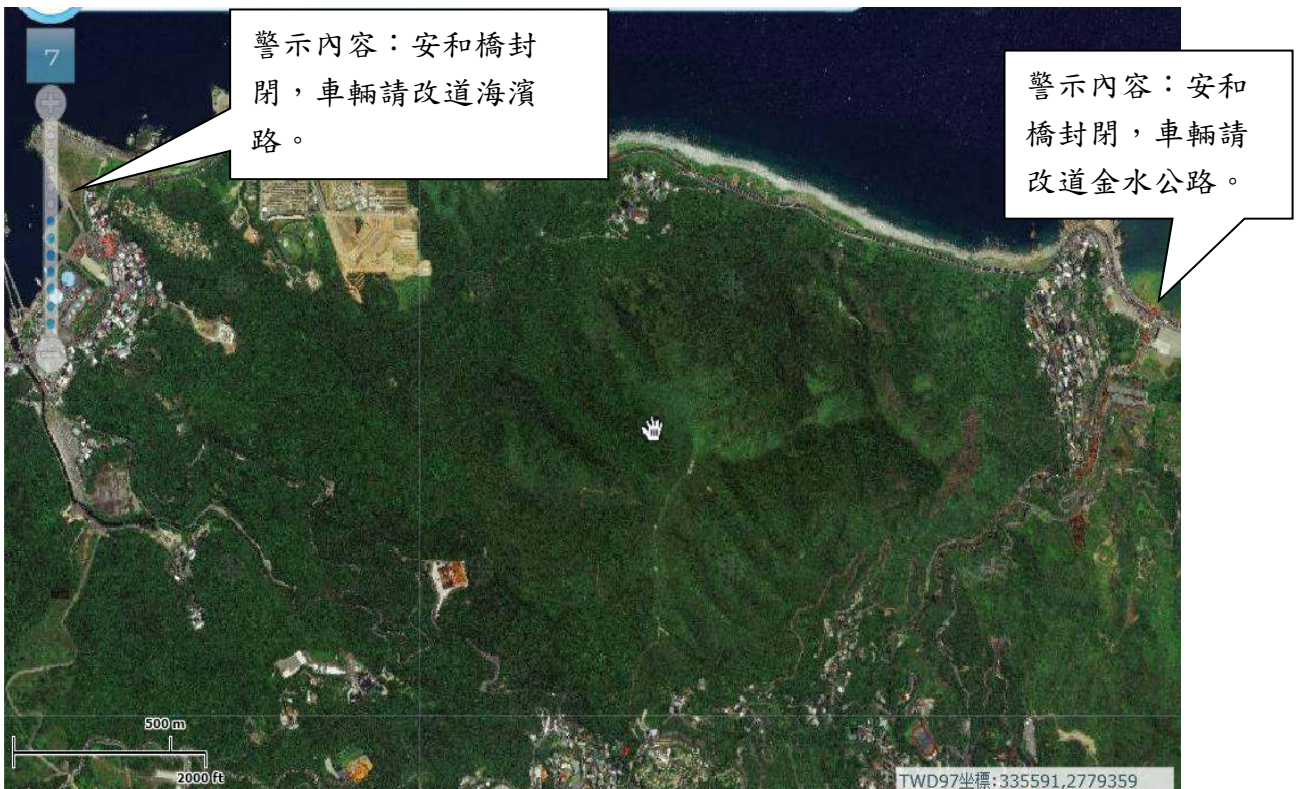 7
警示內容：安和橋封
閉，車輛請改道海濱
路。
警示內容：安和
橋封閉，車輛請
改道金水公路。
500 m
2000 ft
TWD97坐標:335591,2779359